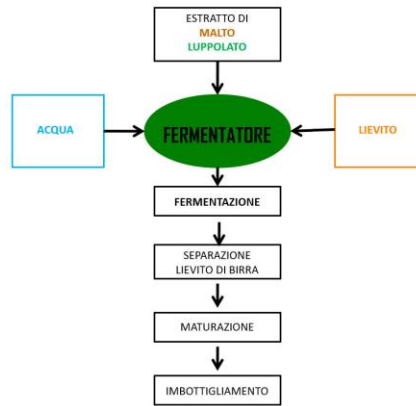 ESTRATTO DI
MALTO
LUPPOLATO
ACQUA
FERMENTATORE
LIEVITO
FERMENTAZIONE
SEPARAZIONE
LIEVITO DI BIRRA
MATURAZIONE
IMBOTTIGLIAMENTO